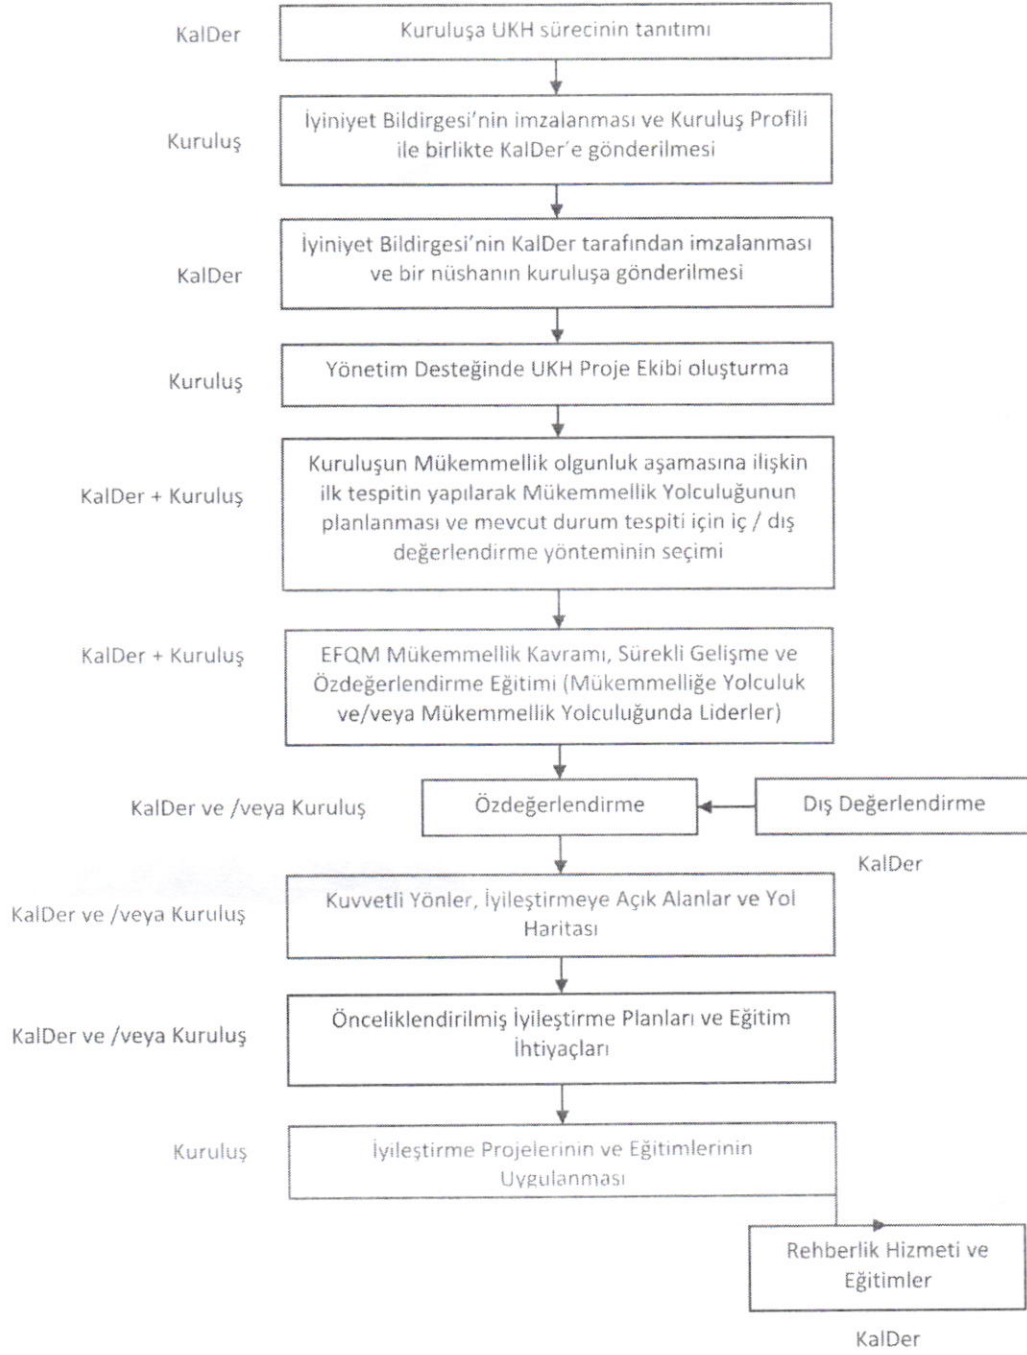 KalDer
Kuruluşa UKH sürecinin tanıtımı
Kuruluş
İyiniyet Bildirgesi'nin imzalanması ve Kuruluş Profili
ile birlikte KalDer'e gönderilmesi
KalDer
İyiniyet Bildirgesi'nin KalDer tarafından imzalanması
ve bir nüshanın kuruluşa gönderilmesi
Kuruluş
Yönetim Desteğinde UKH Proje Ekibi oluşturma
KalDer + Kuruluş
Kuruluşun Mükemmellik olgunluk aşamasına ilişkin
ilk tespitin yapılarak Mükemmellik Yolculuğunun
planlanması ve mevcut durum tespiti için iç / dış
değerlendirme yönteminin seçimi
KalDer + Kuruluş
EFQM Mükemmellik Kavramı, Sürekli Gelişme ve
Özdeğerlendirme Eğitimi (Mükemmelliğe Yolculuk
ve/veya Mükemmellik Yolculuğunda Liderler)
KalDer ve /veya Kuruluş
Özdeğerlendirme
Dış Değerlendirme
KalDer
KalDer ve /veya Kuruluş
Kuvvetli Yönler, İyileştirmeye Açık Alanlar ve Yol
Haritası
KalDer ve /veya Kuruluş
Önceliklendirilmiş İyileştirme Planları ve Eğitim
İhtiyaçları
Kuruluş
İyileştirme Projelerinin ve Eğitimlerinin
Uygulanması
Rehberlik Hizmeti ve
Eğitimler
KalDer